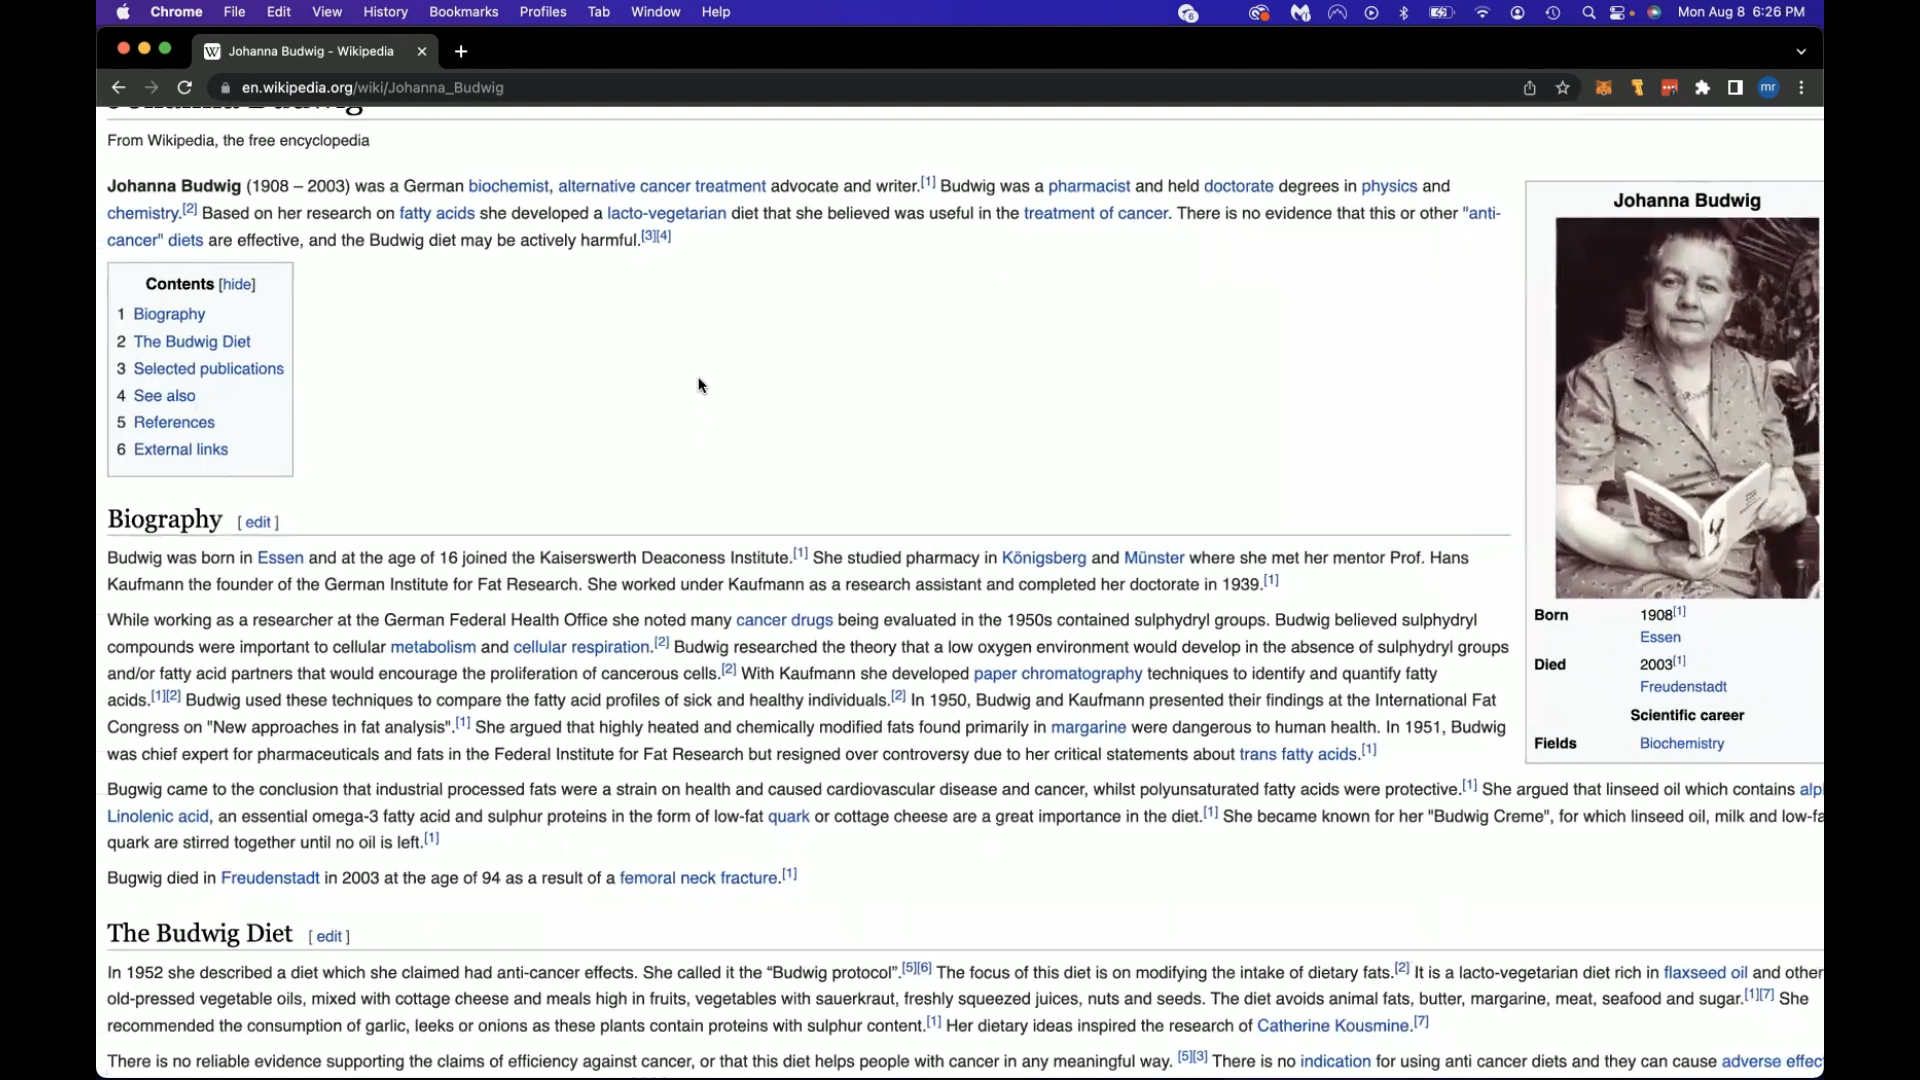 Chrome File Edit View History Bookmarks Profiles Tab Window Help Mon Aug 8 6:26 PM
Johanna Budwig - Wikipedia
en.wikipedia.org/wiki/Johanna_Budwig mr
From Wikipedia, the free encyclopedia
Johanna Budwig (1908 – 2003) was a German biochemist, alternative cancer treatment advocate and writer.[1] Budwig was a pharmacist and held doctorate degrees in physics and
chemistry.[2] Based on her research on fatty acids she developed a lacto-vegetarian diet that she believed was useful in the treatment of cancer. There is no evidence that this or other "anti-
cancer" diets are effective, and the Budwig diet may be actively harmful.[3][4]
Contents [hide]
1 Biography
2 The Budwig Diet
3 Selected publications
4 See also
5 References
6 External links
Johanna Budwig
Born 1908[1]
Essen
Died 2003[1]
Freudenstadt
Scientific career
Fields Biochemistry
Biography [ edit ]
Budwig was born in Essen and at the age of 16 joined the Kaiserswerth Deaconess Institute.[1] She studied pharmacy in Königsberg and Münster where she met her mentor Prof. Hans
Kaufmann the founder of the German Institute for Fat Research. She worked under Kaufmann as a research assistant and completed her doctorate in 1939.[1]
While working as a researcher at the German Federal Health Office she noted many cancer drugs being evaluated in the 1950s contained sulphydryl groups. Budwig believed sulphydryl
compounds were important to cellular metabolism and cellular respiration.[2] Budwig researched the theory that a low oxygen environment would develop in the absence of sulphydryl groups
and/or fatty acid partners that would encourage the proliferation of cancerous cells.[2] With Kaufmann she developed paper chromatography techniques to identify and quantify fatty
acids.[1][2] Budwig used these techniques to compare the fatty acid profiles of sick and healthy individuals.[2] In 1950, Budwig and Kaufmann presented their findings at the International Fat
Congress on "New approaches in fat analysis".[1] She argued that highly heated and chemically modified fats found primarily in margarine were dangerous to human health. In 1951, Budwig
was chief expert for pharmaceuticals and fats in the Federal Institute for Fat Research but resigned over controversy due to her critical statements about trans fatty acids.[1]
Bugwig came to the conclusion that industrial processed fats were a strain on health and caused cardiovascular disease and cancer, whilst polyunsaturated fatty acids were protective.[1] She argued that linseed oil which contains alp
Linolenic acid, an essential omega-3 fatty acid and sulphur proteins in the form of low-fat quark or cottage cheese are a great importance in the diet.[1] She became known for her "Budwig Creme", for which linseed oil, milk and low-fa
quark are stirred together until no oil is left.[1]
Bugwig died in Freudenstadt in 2003 at the age of 94 as a result of a femoral neck fracture.[1]
The Budwig Diet [ edit ]
In 1952 she described a diet which she claimed had anti-cancer effects. She called it the “Budwig protocol”.[5][6] The focus of this diet is on modifying the intake of dietary fats.[2] It is a lacto-vegetarian diet rich in flaxseed oil and other
old-pressed vegetable oils, mixed with cottage cheese and meals high in fruits, vegetables with sauerkraut, freshly squeezed juices, nuts and seeds. The diet avoids animal fats, butter, margarine, meat, seafood and sugar.[1][7] She
recommended the consumption of garlic, leeks or onions as these plants contain proteins with sulphur content.[1] Her dietary ideas inspired the research of Catherine Kousmine.[7]
There is no reliable evidence supporting the claims of efficiency against cancer, or that this diet helps people with cancer in any meaningful way. [5][3] There is no indication for using anti cancer diets and they can cause adverse effec